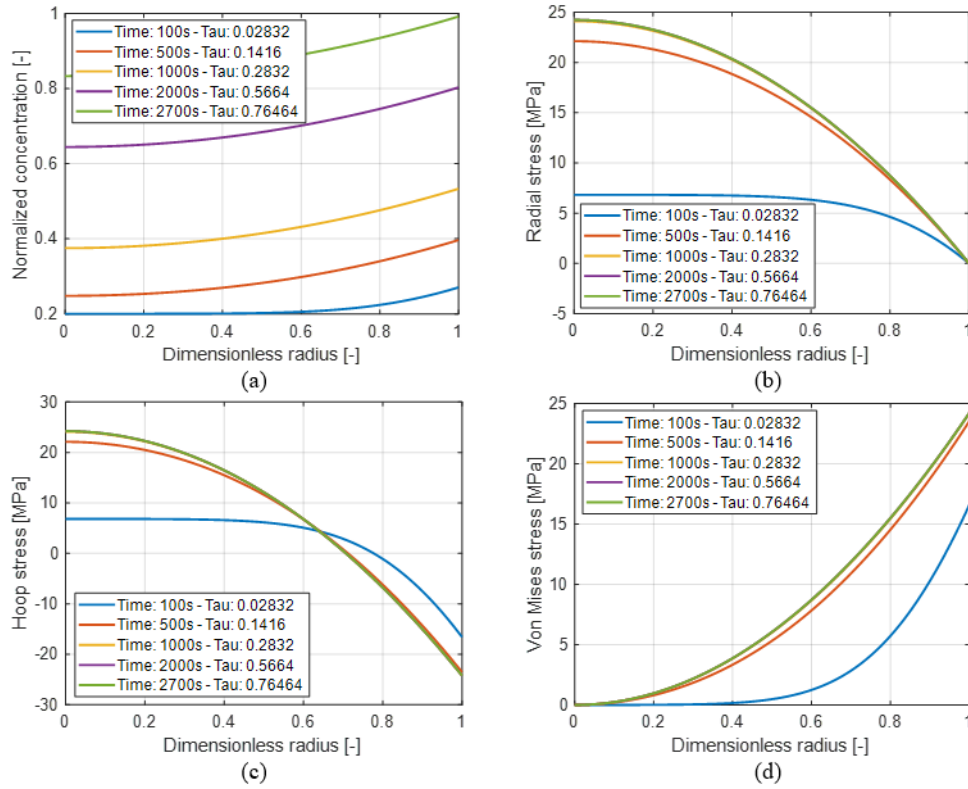 Normalized concentration [-]
1
0.8
0.6
0.4
0.2
Time: 100s - Tau: 0.02832
Time: 500s - Tau: 0.1416
Time: 1000s - Tau: 0.2832
Time: 2000s - Tau: 0.5664
Time: 2700s - Tau: 0.76464
0 0.2 0.4 0.6 0.8 1
Dimensionless radius [-]
(a)
Radial stress [MPa]
25
20
15
10
5
0
-5
Time: 100s - Tau: 0.02832
Time: 500s - Tau: 0.1416
Time: 1000s - Tau: 0.2832
Time: 2000s - Tau: 0.5664
Time: 2700s - Tau: 0.76464
0 0.2 0.4 0.6 0.8 1
Dimensionless radius [-]
(b)
Hoop stress [MPa]
30
20
10
0
-10
-20
-30
Time: 100s - Tau: 0.02832
Time: 500s - Tau: 0.1416
Time: 1000s - Tau: 0.2832
Time: 2000s - Tau: 0.5664
Time: 2700s - Tau: 0.76464
0 0.2 0.4 0.6 0.8 1
Dimensionless radius [-]
(c)
Von Mises stress [MPa]
25
20
15
10
5
0
Time: 100s - Tau: 0.02832
Time: 500s - Tau: 0.1416
Time: 1000s - Tau: 0.2832
Time: 2000s - Tau: 0.5664
Time: 2700s - Tau: 0.76464
0 0.2 0.4 0.6 0.8 1
Dimensionless radius [-]
(d)